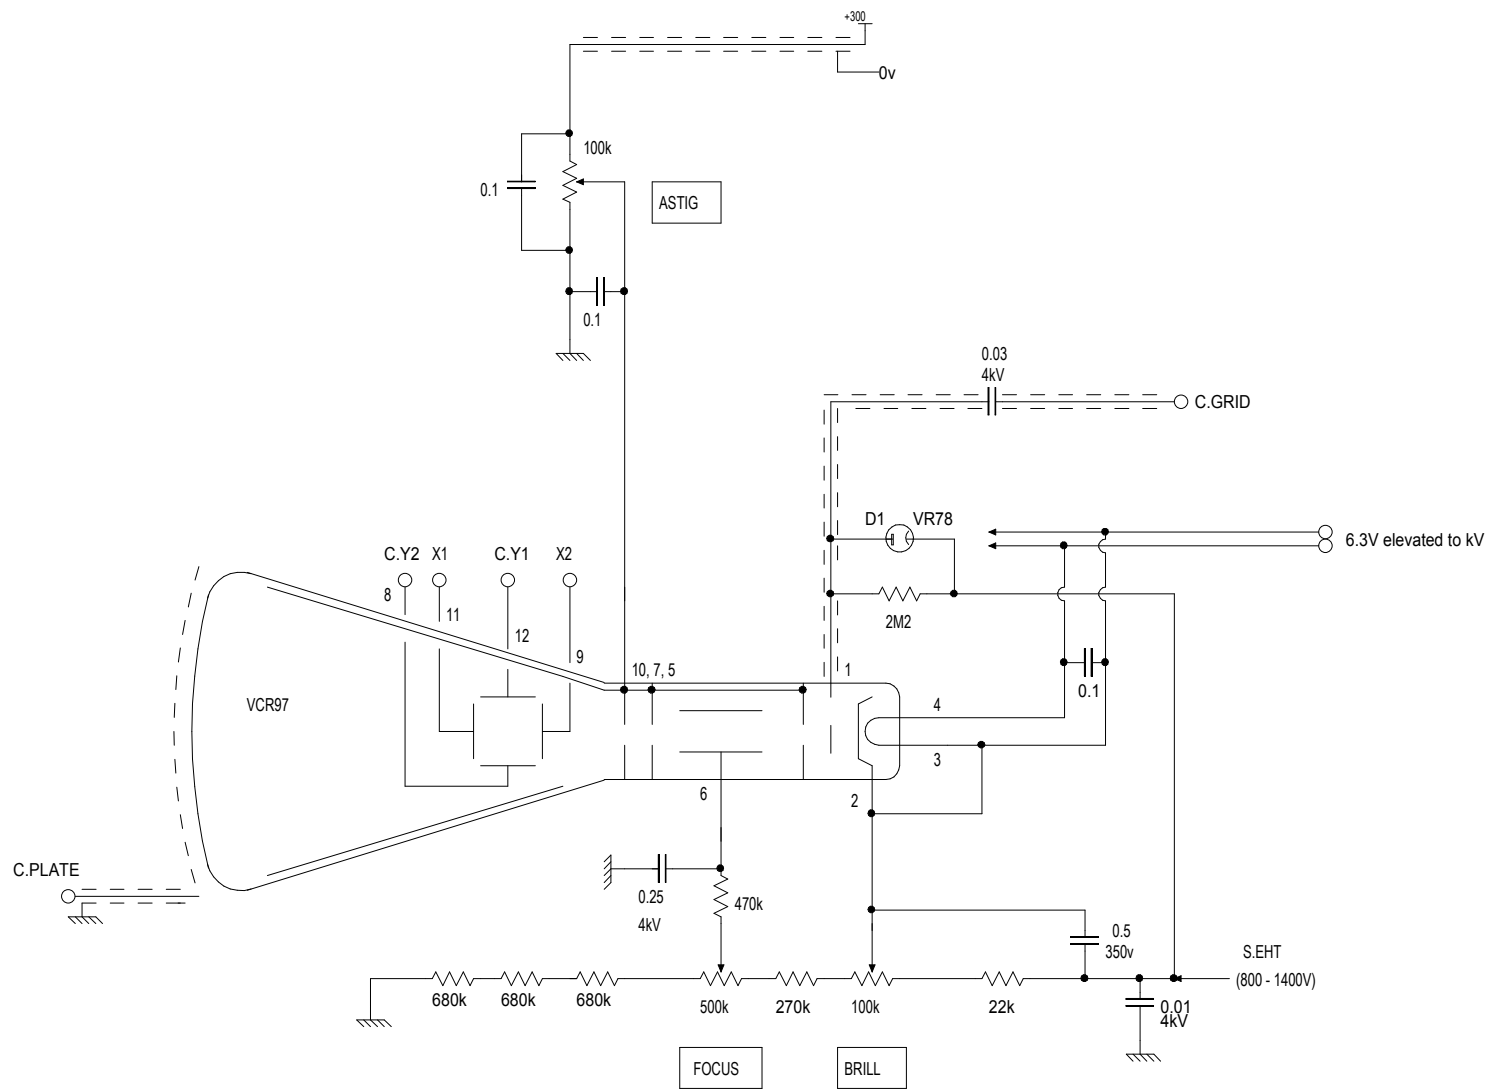 +300
0v
100k
0.1
ASTIG
0.1
0.03
4kV
C.GRID
D1 VR78
6.3V elevated to kV
C.Y2 X1 C.Y1 X2
8
11
12
9
2M2
10, 7, 5
1
0.1
VCR97
4
3
6
2
C.PLATE
0.25
4kV
470k
0.5
350v
S.EHT
(800 - 1400V)
680k
680k
680k
500k
270k
100k
22k
0.01
4kV
FOCUS
BRILL